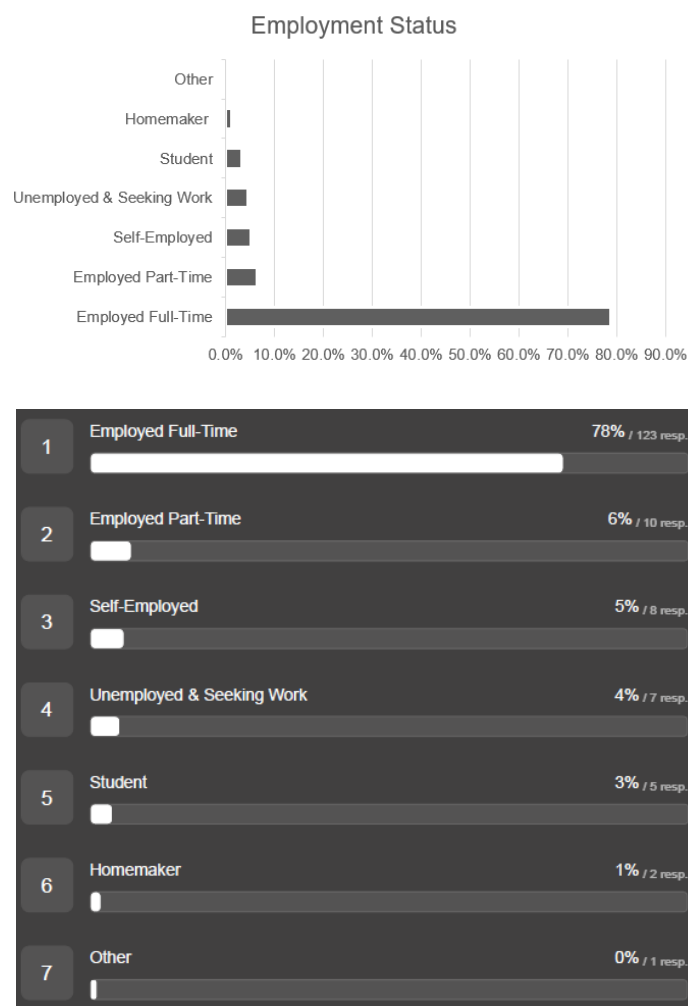 Employment Status
Other
Homemaker
Student
Unemployed & Seeking Work
Self-Employed
Employed Part-Time
Employed Full-Time
0.0% 10.0% 20.0% 30.0% 40.0% 50.0% 60.0% 70.0% 80.0% 90.0%
1 Employed Full-Time 78% / 123 resp.
2 Employed Part-Time 6% / 10 resp.
3 Self-Employed 5% / 8 resp.
4 Unemployed & Seeking Work 4% / 7 resp.
5 Student 3% / 5 resp.
6 Homemaker 1% / 2 resp.
7 Other 0% / 1 resp.